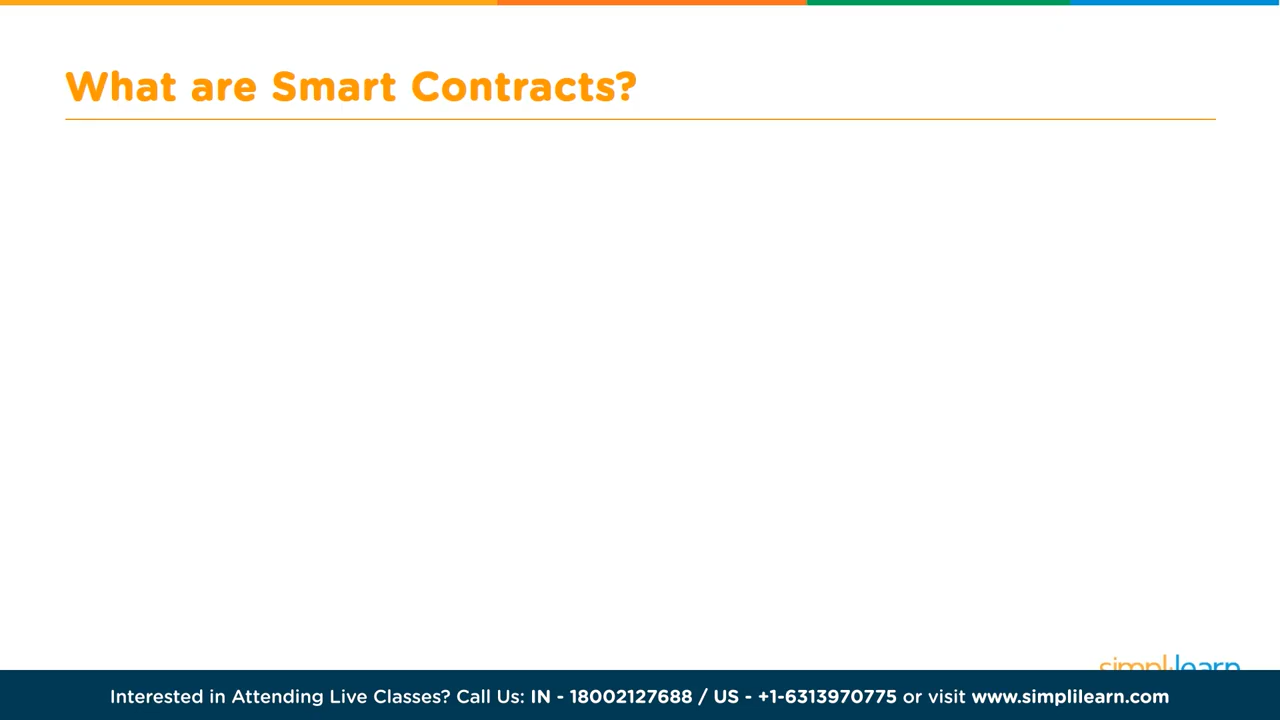 What are Smart Contracts?
simplilearn
Interested in Attending Live Classes? Call Us: IN - 18002127688 / US - +1-6313970775 or visit www.simplilearn.com